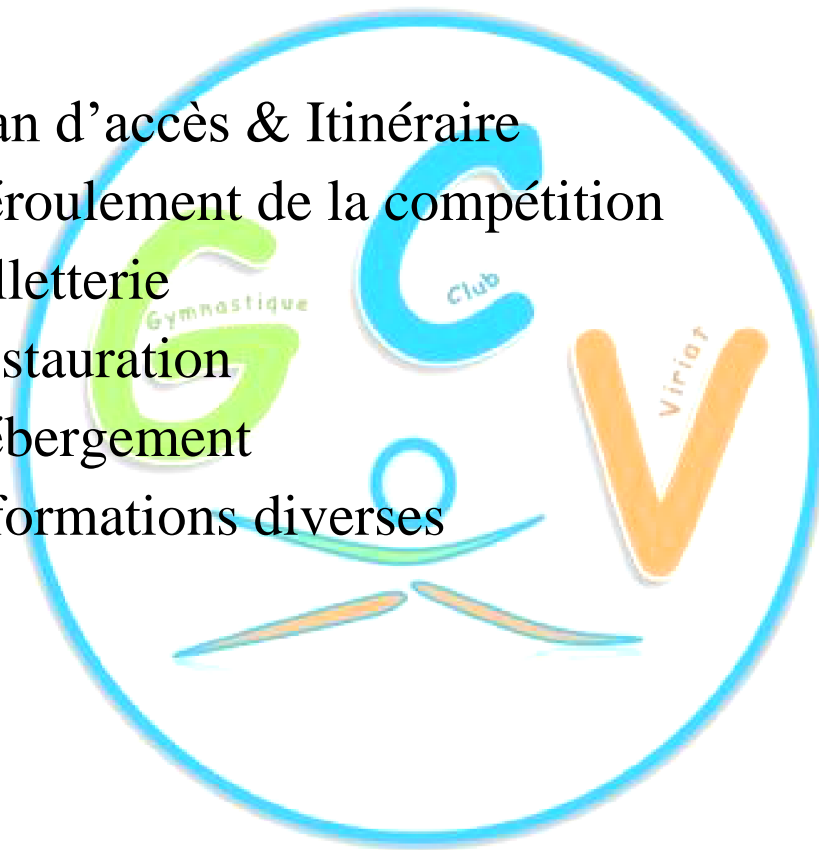 an d’accès & Itinéraire
éroulement de la compétition
lletterie
stauration
ébergement
formations diverses
G C V
Gymnastique
Club
Viriat